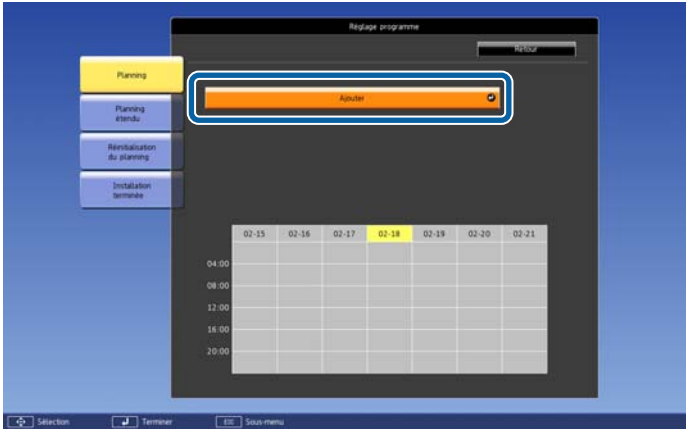 Réglage programme
Retour
Planning
Ajouter
Planning
étendu
Réinitialisation
du planning
Installation
terminée
02-15 02-16 02-17 02-18 02-19 02-20 02-21
04:00
08:00
12:00
16:00
20:00
Sélection Terminer ESC Sous-menu